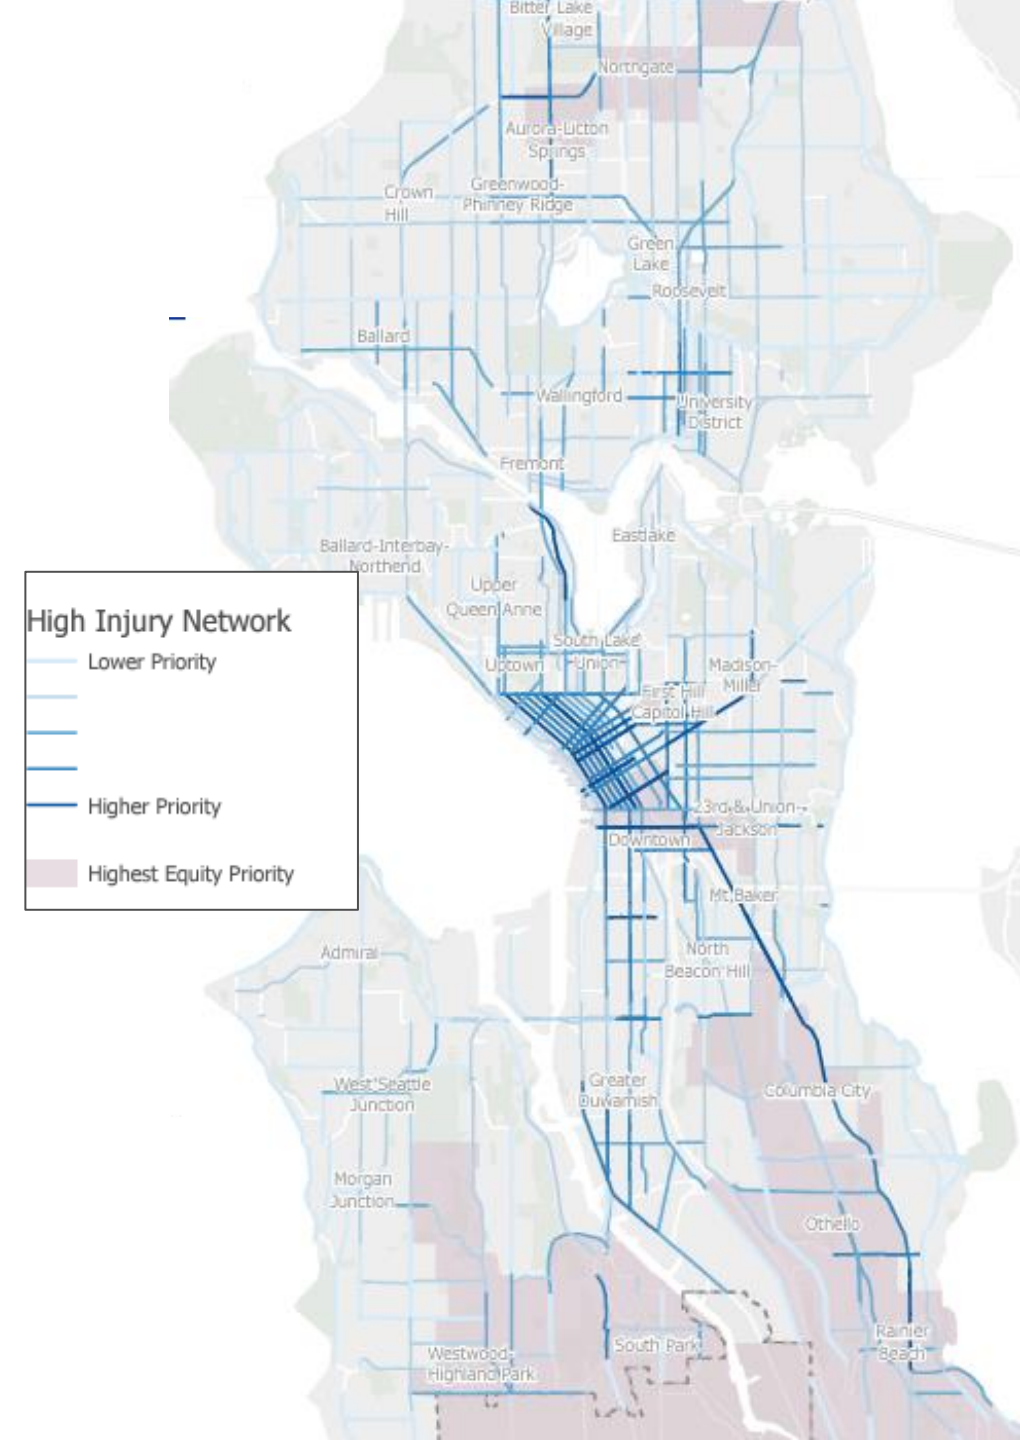 Bitter Lake
Village
Northgate
Aurora-Licton
Springs
Crown
Hill
Greenwood-
Phinney Ridge
Green
Lake
Roosevelt
Ballard
Wallingford
University
District
Fremont
Eastlake
Ballard-Interbay-
Northend
Upper
Queen Anne
South Lake
Union
Uptown
Madison-
Miller
First Hill
Capitol Hill
High Injury Network
Lower Priority
Higher Priority
Highest Equity Priority
23rd & Union-
Jackson
Downtown
Mt Baker
Admiral
North
Beacon Hill
West Seattle
Junction
Greater
Duwamish
Columbia City
Morgan
Junction
Othello
South Park
Rainier
Beach
Westwood-
Highland Park